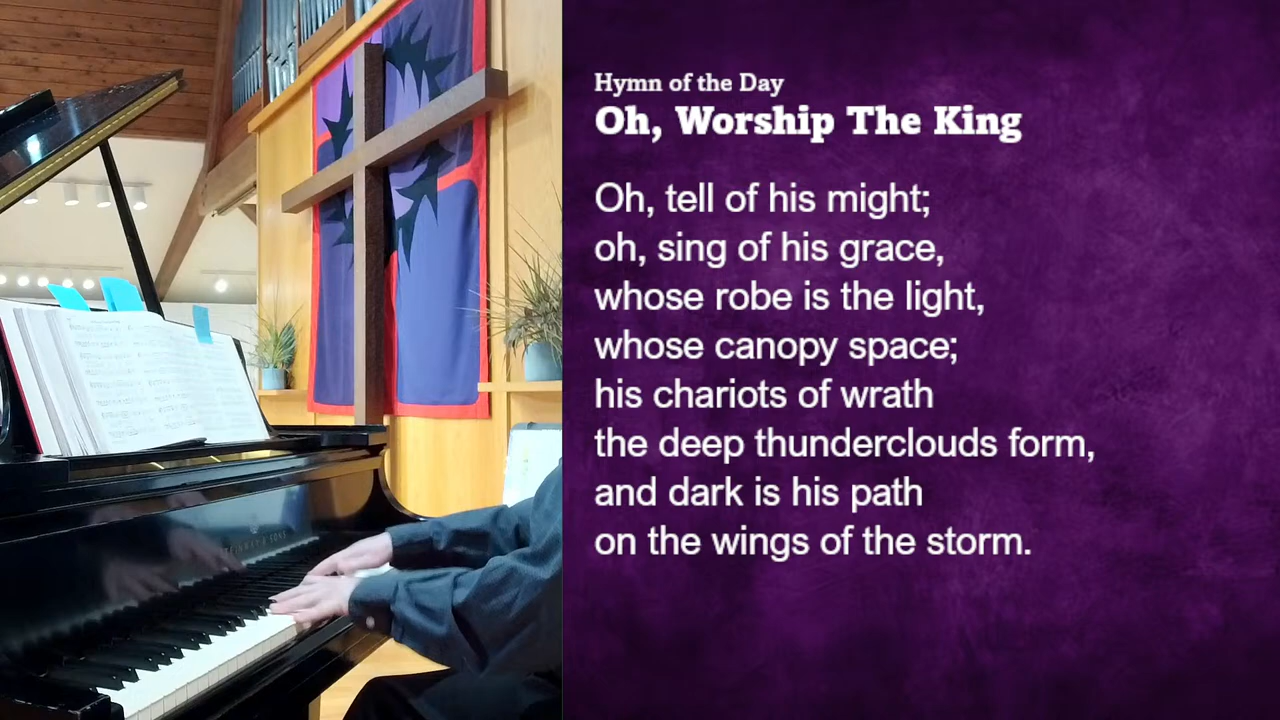 Hymn of the Day
Oh, Worship The King
Oh, tell of his might;
oh, sing of his grace,
whose robe is the light,
whose canopy space;
his chariots of wrath
the deep thunderclouds form,
and dark is his path
on the wings of the storm.
STEINWAY & SONS